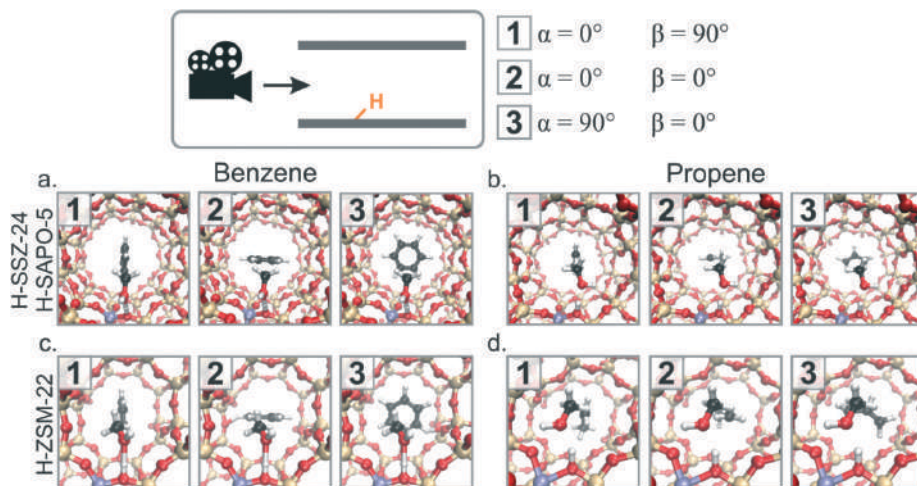 H
1 α = 0° β = 90°
2 α = 0° β = 0°
3 α = 90° β = 0°
Benzene
Propene
a.
b.
H-SSZ-24
H-SAPO-5
1
2
3
1
2
3
c.
d.
H-ZSM-22
1
2
3
1
2
3